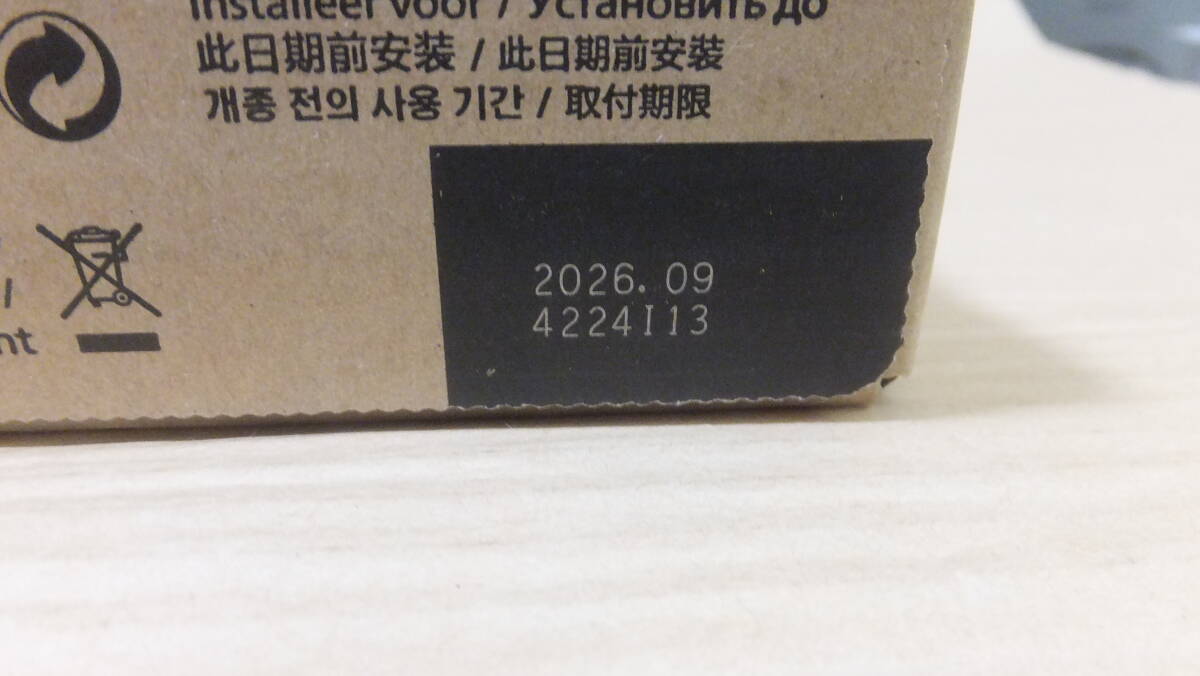 Installeer voor / Установить до
此日期前安装 / 此日期前安裝
개종 전의 사용 기간 / 取付期限
/
nt
2026. 09
4224I13